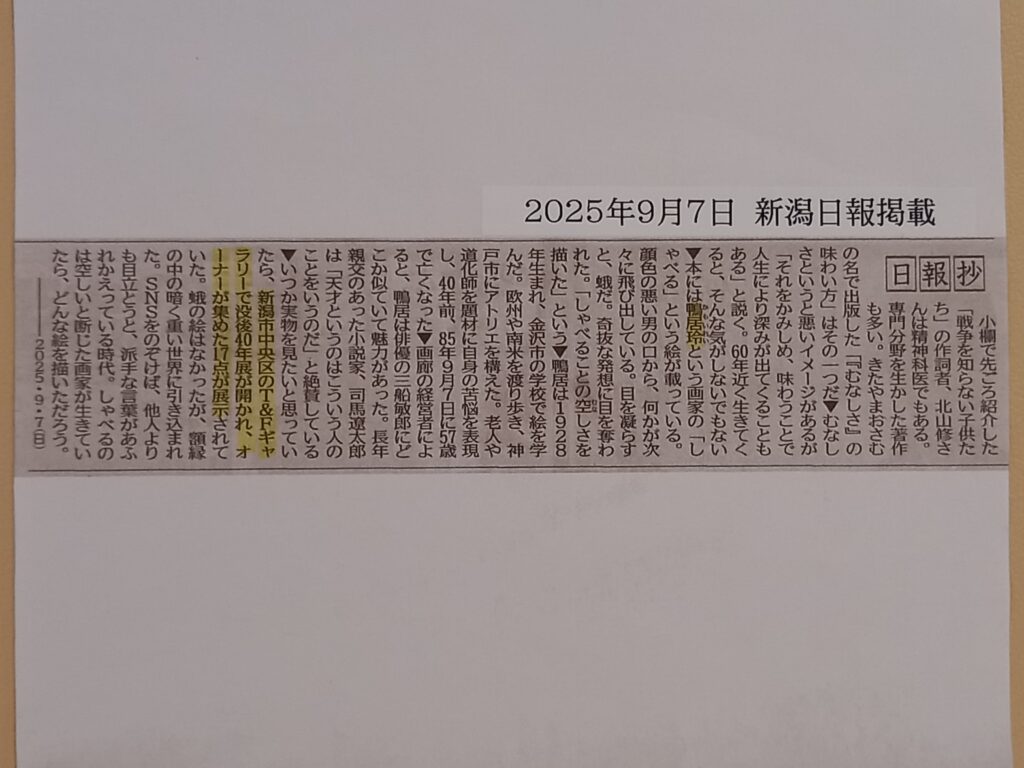 2025年9月7日 新潟日報掲載
日報抄
小欄で先ごろ紹介した
「戦争を知らない子供た
ち」の作詞者、北山修さ
んは精神科医でもある。
専門分野を生かした著作
も多い。きたやまおさむ
の名で出版した『「むなしさ」の
味わい方』はその一つだ▼むなし
さというと悪いイメージがあるが
「それをかみしめ、味わうことで
人生により深みが出てくることも
ある」と説く。60年近く生きてく
ると、そんな気がしないでもない
▼本には鴨居玲という画家の「し
ゃべる」という絵が載っている。
顔色の悪い男の口から、何かが次
々に飛び出している。目を凝らす
と、蛾だ。奇抜な発想に目を奪わ
れた。「しゃべることの空しさを
描いた」という▼鴨居は1928
年生まれ、金沢市の学校で絵を学
んだ。欧州や南米を渡り歩き、神
戸市にアトリエを構えた。老人や
道化師を題材に自身の苦悩を表現
し、40年前、85年9月7日に57歳
で亡くなった▼画廊の経営者によ
ると、鴨居は俳優の三船敏郎にど
こか似ていて魅力があった。長年
親交のあった小説家、司馬遼太郎
は「天才というのはこういう人の
ことをいうのだ」と絶賛している
▼いつか実物を見たいと思ってい
たら、新潟市中央区のT&Fギャ
ラリーで没後40年展が開かれ、オ
ーナーが集めた17点が展示されて
いた。蛾の絵はなかったが、額縁
の中の暗く重い世界に引き込まれ
た。SNSをのぞけば、他人より
も目立とうと、派手な言葉があふ
れかえっている時代。しゃべるの
は空しいと断じた画家が生きてい
たら、どんな絵を描いただろう。
2025・9・7(日)